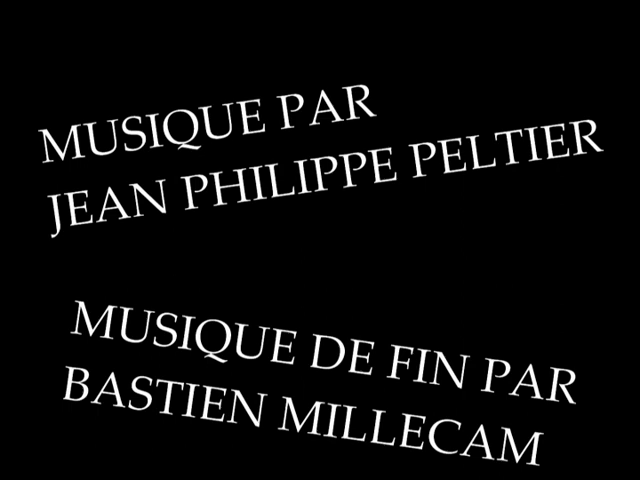 MUSIQUE PAR
JEAN PHILIPPE PELTIER
MUSIQUE DE FIN PAR
BASTIEN MILLECAM